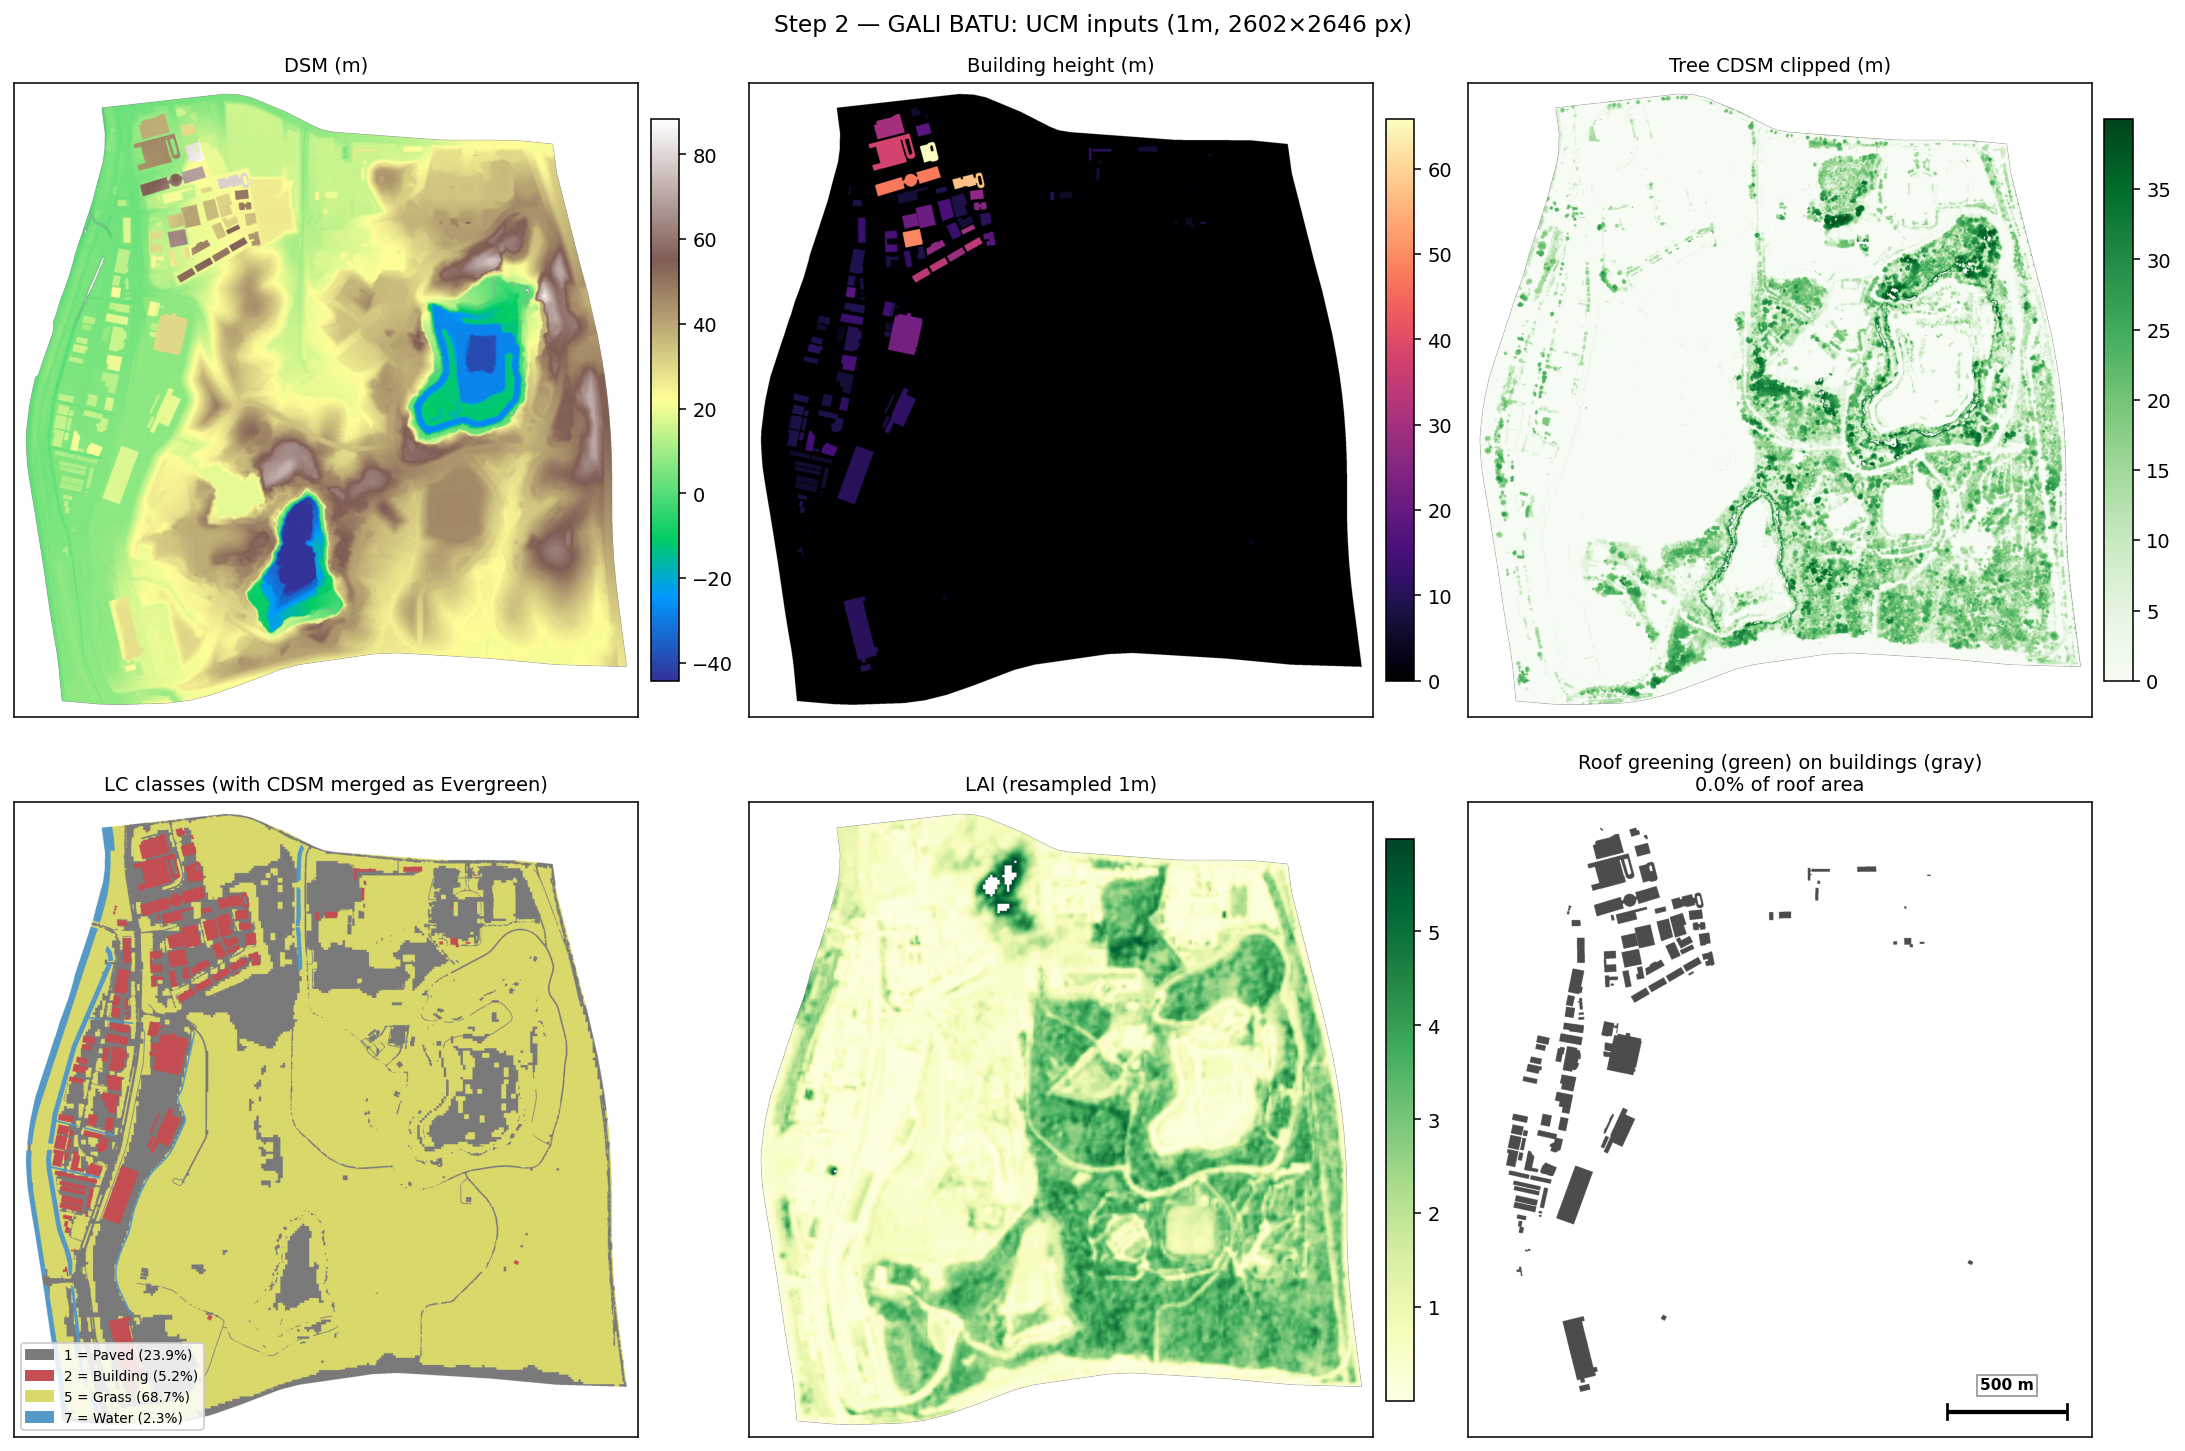 Step 2 — GALI BATU: UCM inputs (1m, 2602×2646 px)
DSM (m)
Building height (m)
Tree CDSM clipped (m)
80
60
40
20
0
−20
−40
60
50
40
30
20
10
0
35
30
25
20
15
10
5
0
LC classes (with CDSM merged as Evergreen)
LAI (resampled 1m)
Roof greening (green) on buildings (gray)
0.0% of roof area
1 = Paved (23.9%)
2 = Building (5.2%)
5 = Grass (68.7%)
7 = Water (2.3%)
5
4
3
2
1
500 m